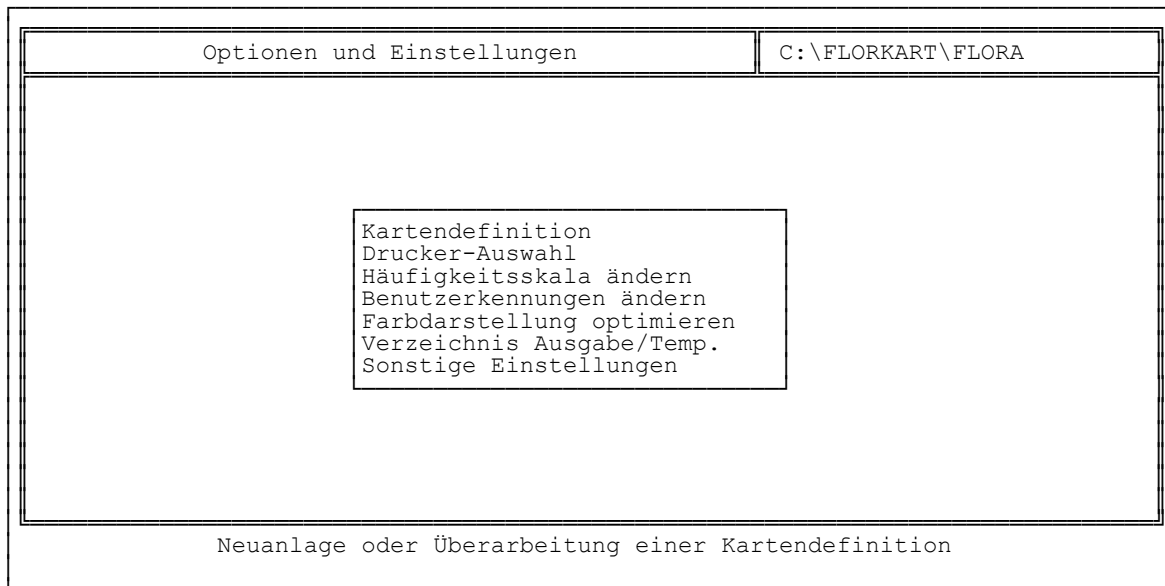 Optionen und Einstellungen
C:\FLORKART\FLORA
Kartendefinition
Drucker-Auswahl
Häufigkeitsskala ändern
Benutzerkennungen ändern
Farbdarstellung optimieren
Verzeichnis Ausgabe/Temp.
Sonstige Einstellungen
Neuanlage oder Überarbeitung einer Kartendefinition